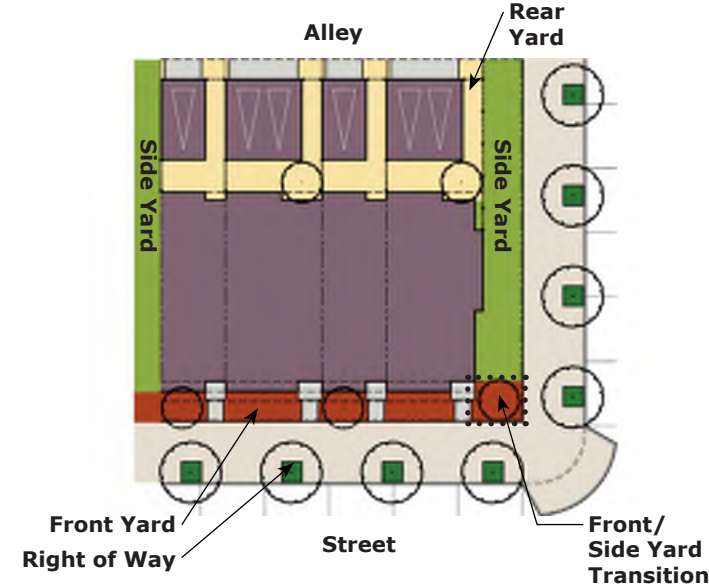 Rear
Yard
Alley
Side Yard
Side Yard
Front Yard
Right of Way
Street
Front/
Side Yard
Transition